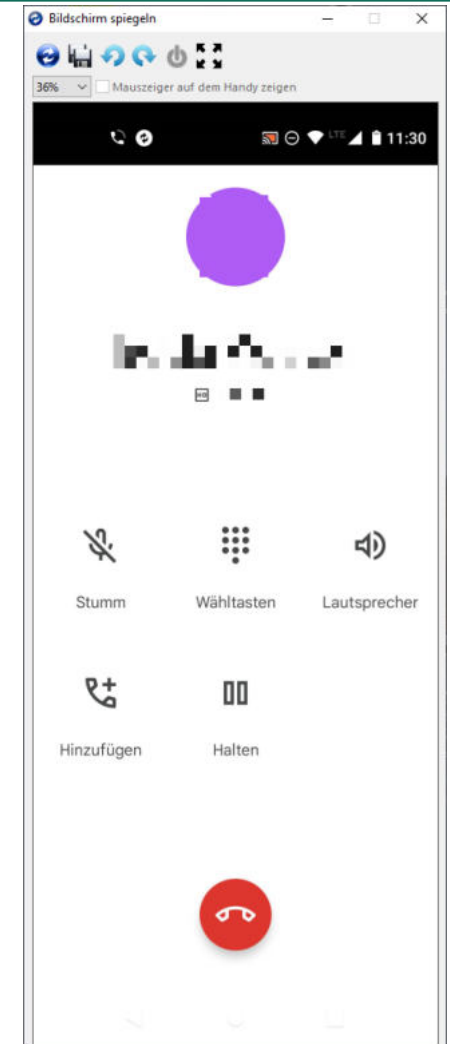 Bildschirm spiegeln
36% Mauszeiger auf dem Handy zeigen
LTE 11:30
Stumm Wähltasten Lautsprecher
Hinzufügen Halten